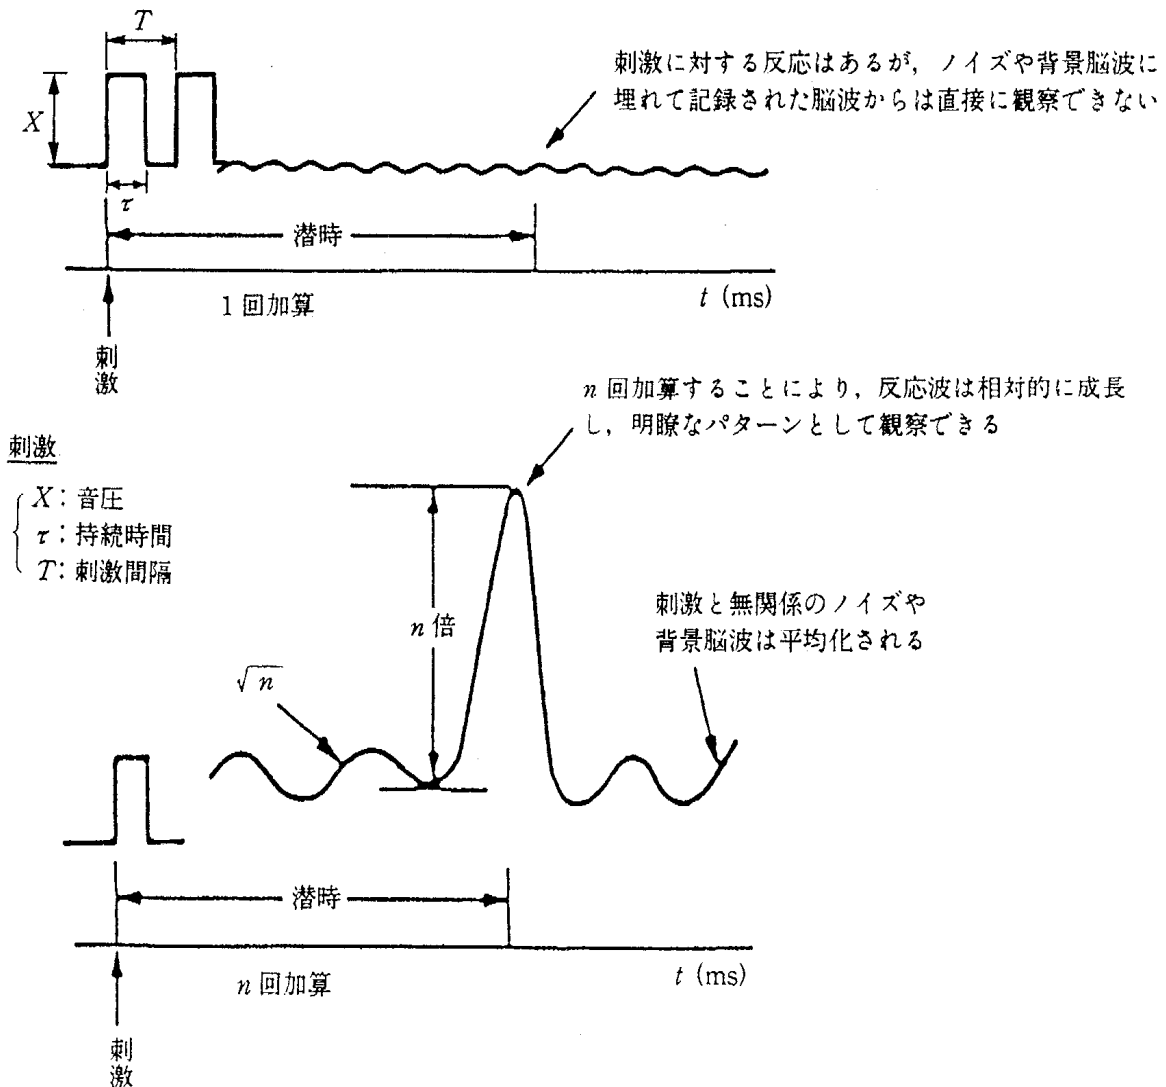 T
刺激に対する反応はあるが，ノイズや背景脳波に
埋れて記録された脳波からは直接に観察できない
X
τ
潜時
1回加算
t (ms)
刺激
n 回加算することにより，反応波は相対的に成長
し，明瞭なパターンとして観察できる
刺激
X：音圧
τ：持続時間
T：刺激間隔
n 倍
刺激と無関係のノイズや
背景脳波は平均化される
√n
潜時
n 回加算
t (ms)
刺激